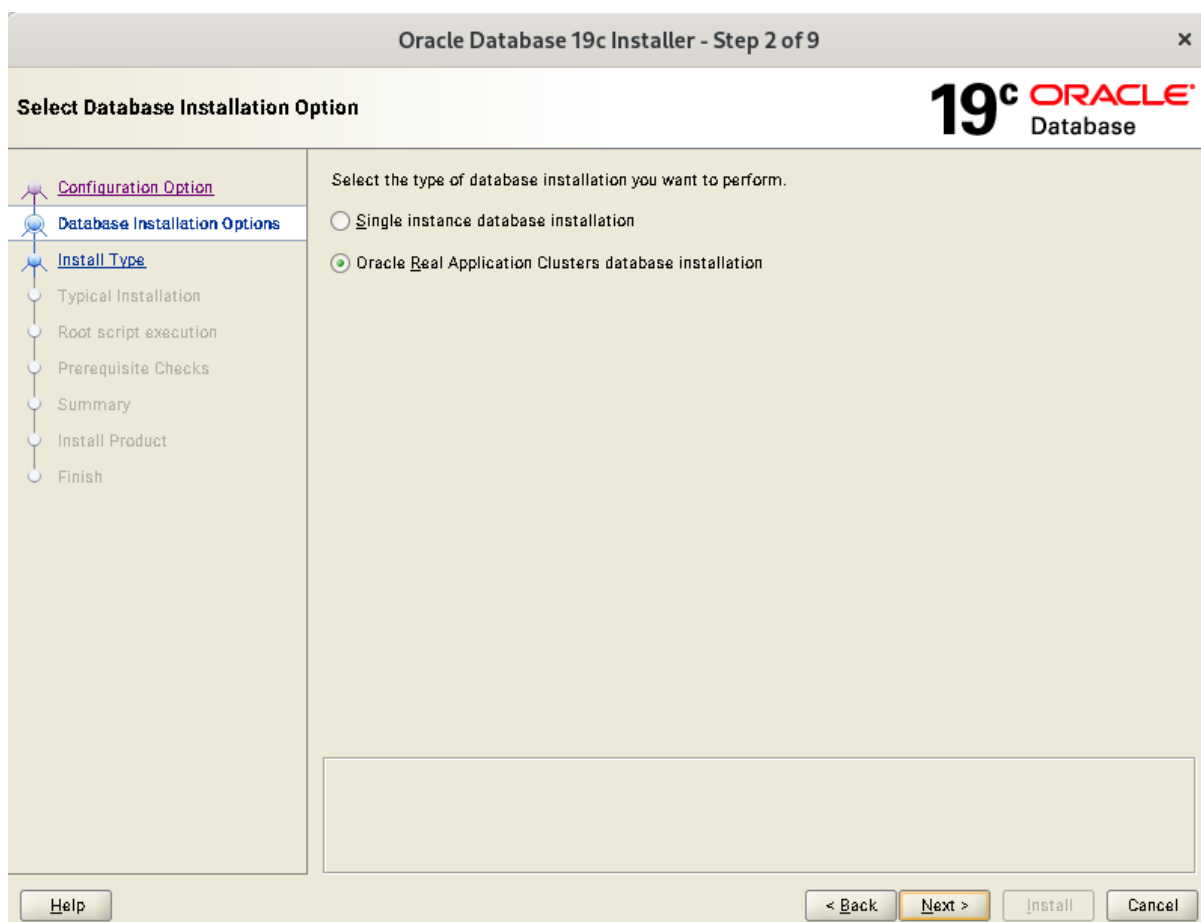 Oracle Database 19c Installer - Step 2 of 9
×
Select Database Installation Option
19c ORACLE
Database
Configuration Option
Database Installation Options
Install Type
Typical Installation
Root script execution
Prerequisite Checks
Summary
Install Product
Finish
Select the type of database installation you want to perform.
Single instance database installation
Oracle Real Application Clusters database installation
Help
< Back
Next >
Install
Cancel